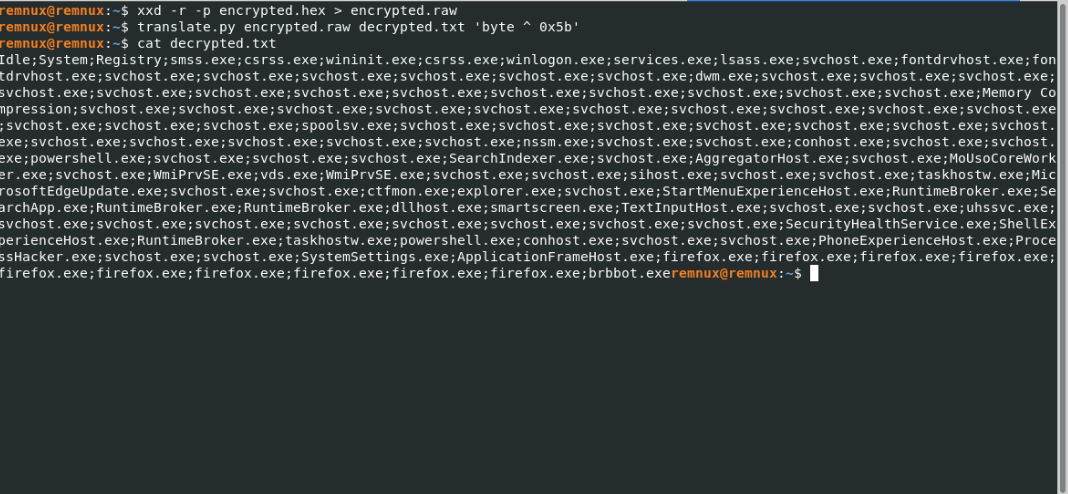 remnux@remnux:~$ xxd -r -p encrypted.hex > encrypted.raw
remnux@remnux:~$ translate.py encrypted.raw decrypted.txt 'byte ^ 0x5b'
remnux@remnux:~$ cat decrypted.txt
Idle;System;Registry;smss.exe;csrss.exe;wininit.exe;csrss.exe;winlogon.exe;services.exe;lsass.exe;svchost.exe;fontdrvhost.exe;fon
tdrvhost.exe;svchost.exe;svchost.exe;svchost.exe;svchost.exe;svchost.exe;svchost.exe;dwm.exe;svchost.exe;svchost.exe;svchost.exe;
svchost.exe;svchost.exe;svchost.exe;svchost.exe;svchost.exe;svchost.exe;svchost.exe;svchost.exe;svchost.exe;svchost.exe;Memory Co
mpression;svchost.exe;svchost.exe;svchost.exe;svchost.exe;svchost.exe;svchost.exe;svchost.exe;svchost.exe;svchost.exe;svchost.exe
;svchost.exe;svchost.exe;svchost.exe;spoolsv.exe;svchost.exe;svchost.exe;svchost.exe;svchost.exe;svchost.exe;svchost.exe;svchost.
exe;svchost.exe;svchost.exe;svchost.exe;svchost.exe;svchost.exe;nssm.exe;svchost.exe;svchost.exe;conhost.exe;svchost.exe;svchost.
exe;powershell.exe;svchost.exe;svchost.exe;svchost.exe;SearchIndexer.exe;svchost.exe;AggregatorHost.exe;svchost.exe;MoUsoCoreWork
er.exe;svchost.exe;WmiPrvSE.exe;vds.exe;WmiPrvSE.exe;svchost.exe;svchost.exe;sihost.exe;svchost.exe;svchost.exe;taskhostw.exe;Mic
rosoftEdgeUpdate.exe;svchost.exe;svchost.exe;ctfmon.exe;explorer.exe;svchost.exe;StartMenuExperienceHost.exe;RuntimeBroker.exe;Se
archApp.exe;RuntimeBroker.exe;RuntimeBroker.exe;dllhost.exe;smartscreen.exe;TextInputHost.exe;svchost.exe;svchost.exe;uhssvc.exe;
svchost.exe;svchost.exe;svchost.exe;svchost.exe;svchost.exe;svchost.exe;svchost.exe;svchost.exe;SecurityHealthService.exe;ShellEx
perienceHost.exe;RuntimeBroker.exe;taskhostw.exe;powershell.exe;conhost.exe;svchost.exe;svchost.exe;PhoneExperienceHost.exe;Proce
ssHacker.exe;svchost.exe;svchost.exe;SystemSettings.exe;ApplicationFrameHost.exe;firefox.exe;firefox.exe;firefox.exe;firefox.exe;
firefox.exe;firefox.exe;firefox.exe;firefox.exe;firefox.exe;firefox.exe;brbbot.exeremnux@remnux:~$